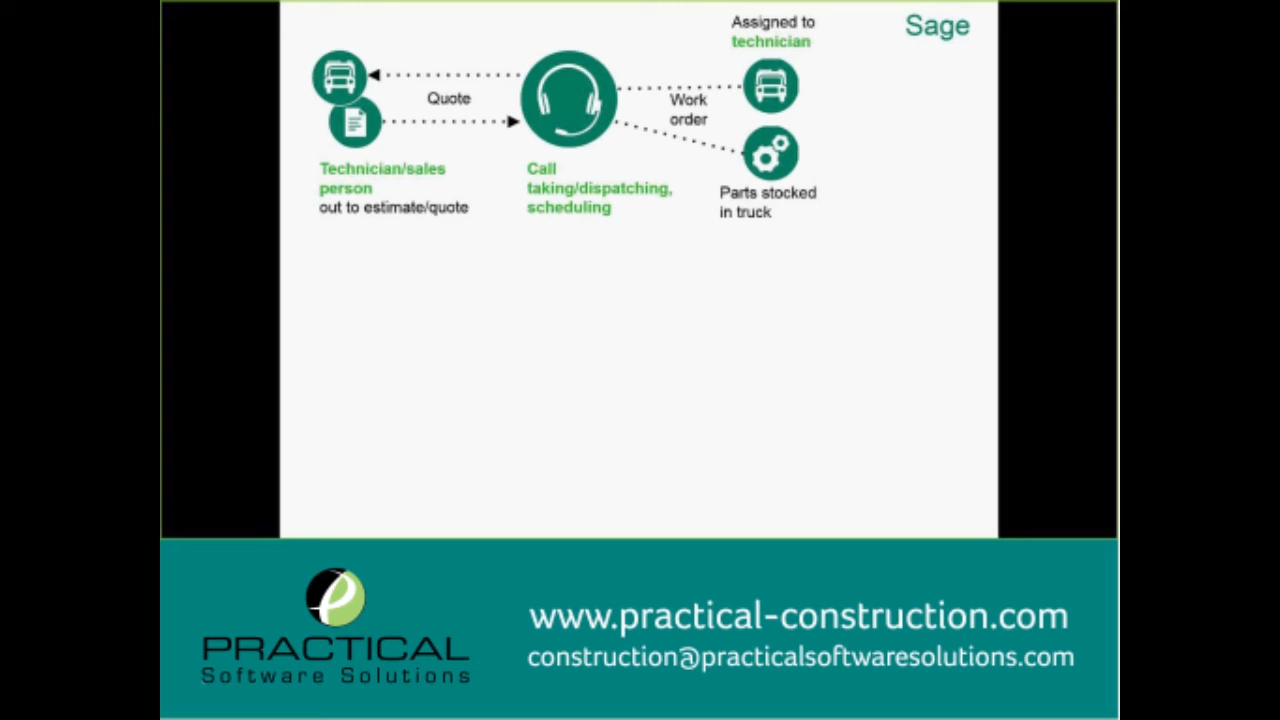 Assigned to
technician
Sage
Quote
Work
order
Technician/sales
person
out to estimate/quote
Call
taking/dispatching,
scheduling
Parts stocked
in truck
PRACTICAL
Software Solutions
www.practical-construction.com
construction@practicalsoftwaresolutions.com